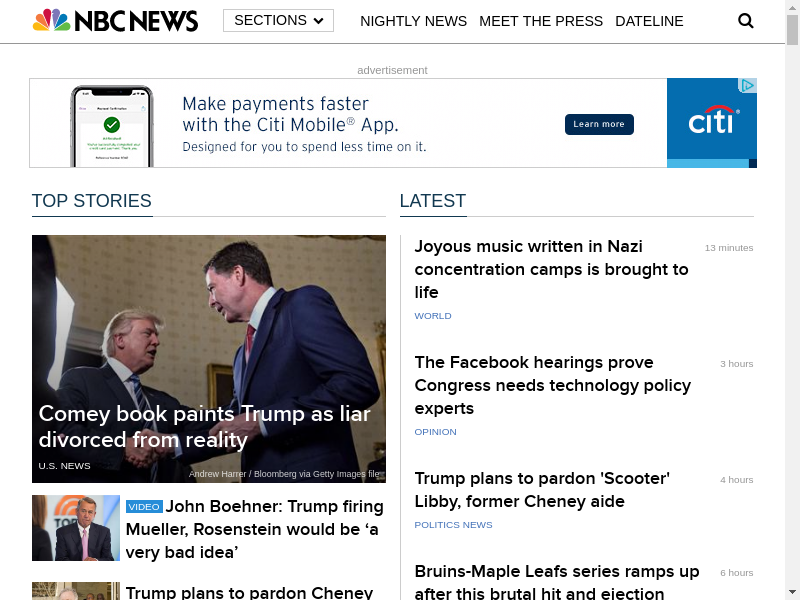 NBC NEWS
SECTIONS
NIGHTLY NEWS MEET THE PRESS DATELINE
advertisement
Make payments faster
with the Citi Mobile® App.
Designed for you to spend less time on it.
Learn more
citi
TOP STORIES
Comey book paints Trump as liar
divorced from reality
U.S. NEWS
Andrew Harrer / Bloomberg via Getty Images file
VIDEO John Boehner: Trump firing
Mueller, Rosenstein would be ‘a
very bad idea’
Trump plans to pardon Cheney
LATEST
Joyous music written in Nazi
concentration camps is brought to
life
13 minutes
WORLD
The Facebook hearings prove
Congress needs technology policy
experts
3 hours
OPINION
Trump plans to pardon 'Scooter'
Libby, former Cheney aide
4 hours
POLITICS NEWS
Bruins-Maple Leafs series ramps up
after this brutal hit and ejection
6 hours